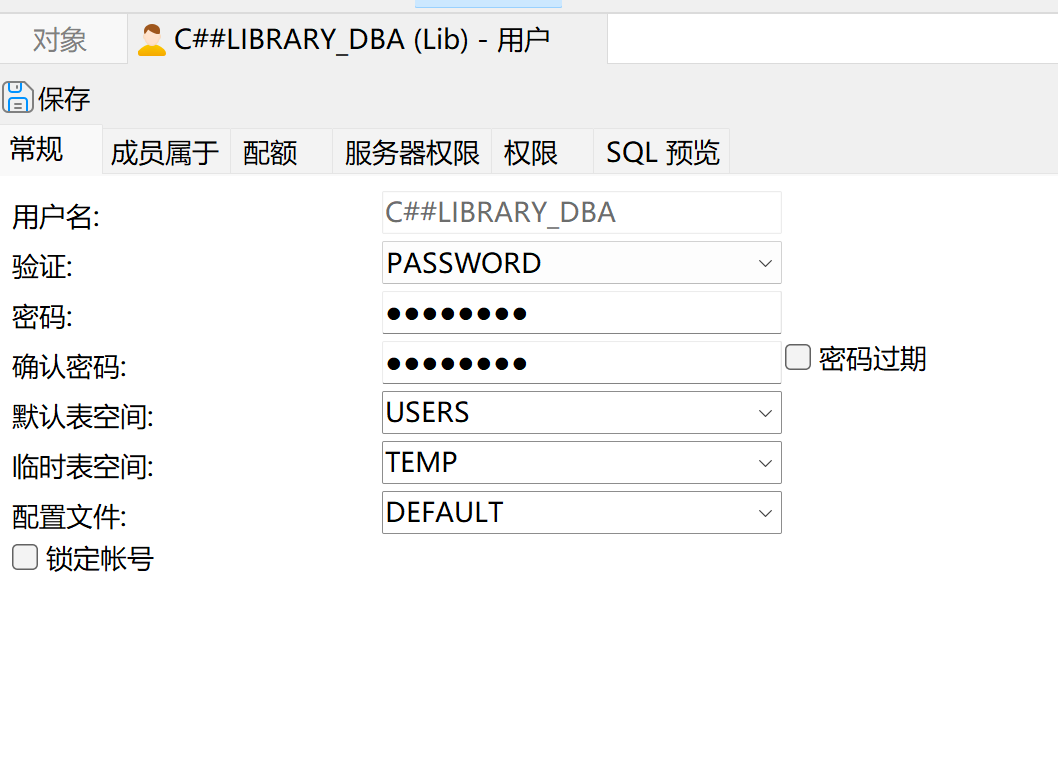 对象 C##LIBRARY_DBA (Lib) - 用户
保存
常规 成员属于 配额 服务器权限 权限 SQL 预览
用户名: C##LIBRARY_DBA
验证: PASSWORD
密码: ●●●●●●●●
确认密码: ●●●●●●●● 密码过期
默认表空间: USERS
临时表空间: TEMP
配置文件: DEFAULT
锁定帐号